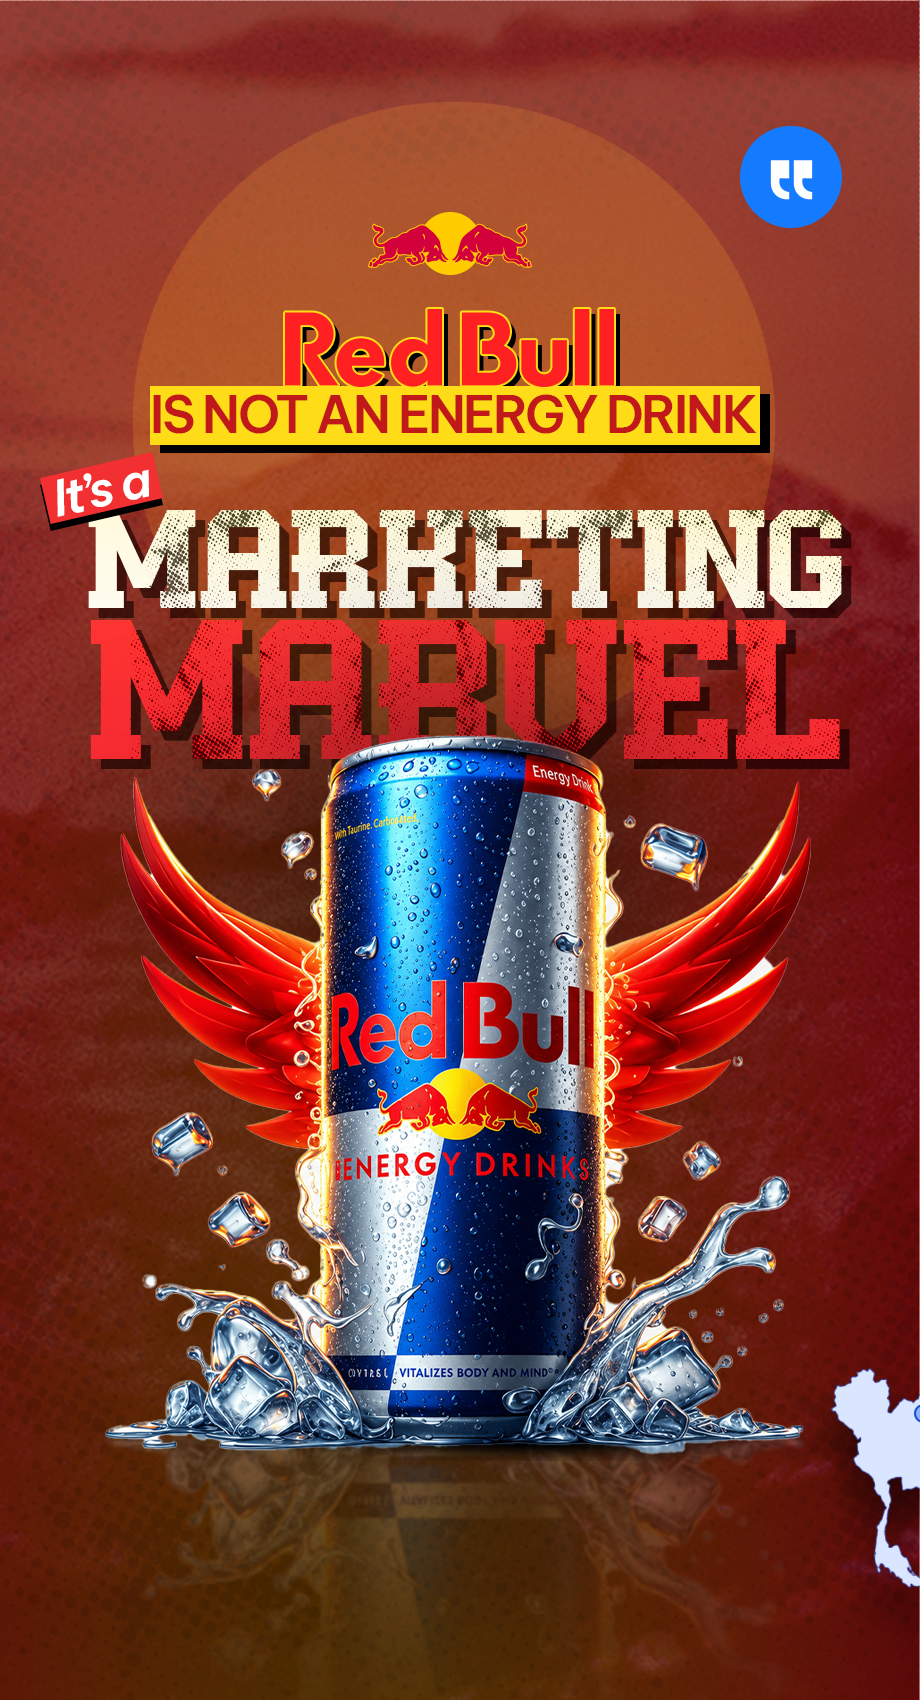 Red Bull
IS NOT AN ENERGY DRINK
It's a
MARKETING
MARVEL
Energy Drink
With Taurine. Carbonated.
Red Bull
ENERGY DRINKS
VITALIZES BODY AND MIND